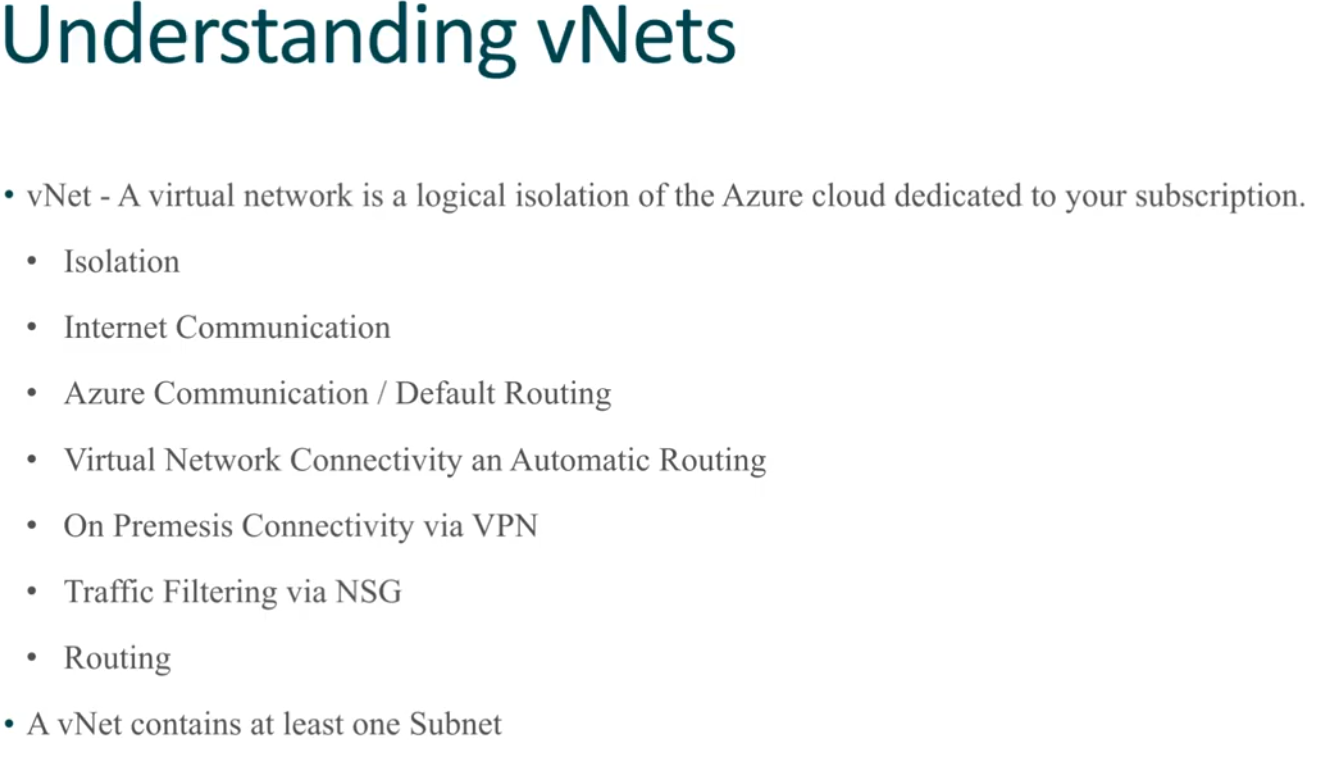 Understanding vNets
• vNet - A virtual network is a logical isolation of the Azure cloud dedicated to your subscription.
• Isolation
• Internet Communication
• Azure Communication / Default Routing
• Virtual Network Connectivity an Automatic Routing
• On Premesis Connectivity via VPN
• Traffic Filtering via NSG
• Routing
• A vNet contains at least one Subnet